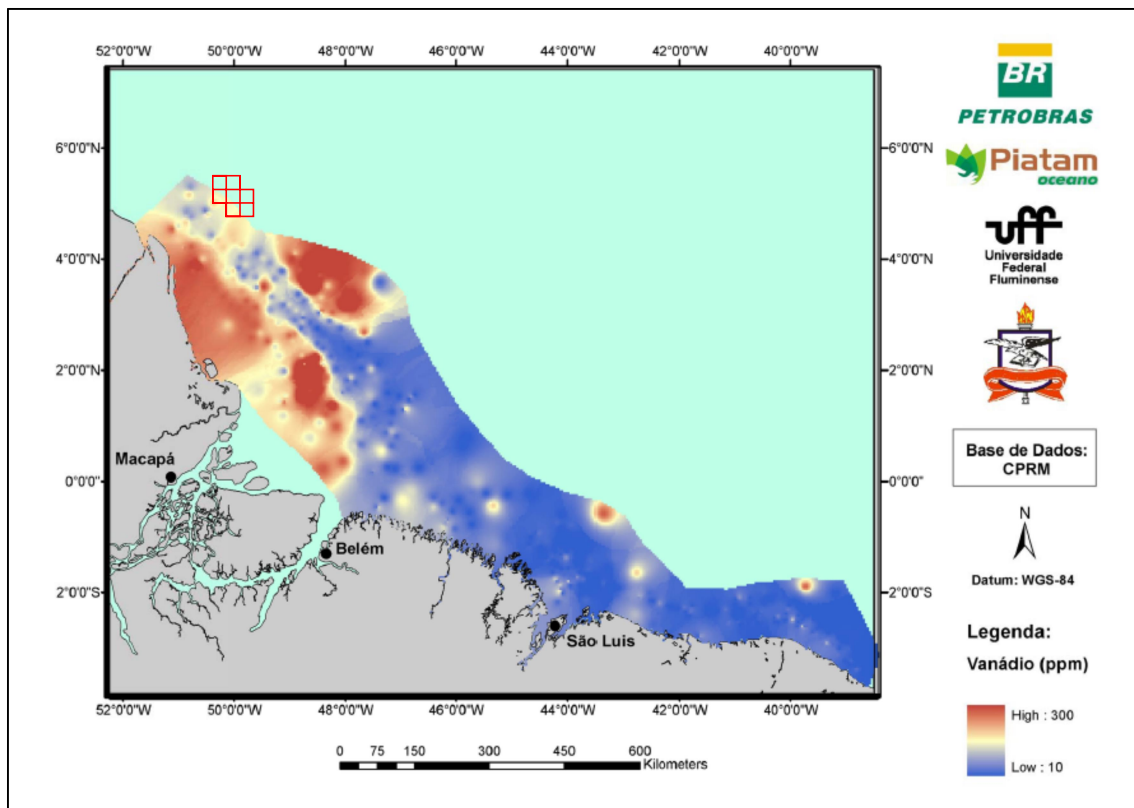 52°0'0"W 50°0'0"W 48°0'0"W 46°0'0"W 44°0'0"W 42°0'0"W 40°0'0"W
6°0'0"N 6°0'0"N
4°0'0"N 4°0'0"N
2°0'0"N 2°0'0"N
Macapá
0°0'0" 0°0'0"
Belém
2°0'0"S 2°0'0"S
São Luis
52°0'0"W 50°0'0"W 48°0'0"W 46°0'0"W 44°0'0"W 42°0'0"W 40°0'0"W
0 75 150 300 450 600
Kilometers
BR
PETROBRAS
Piatam
oceano
uff
Universidade
Federal
Fluminense
Base de Dados:
CPRM
N
Datum: WGS-84
Legenda:
Vanádio (ppm)
High : 300
Low : 10